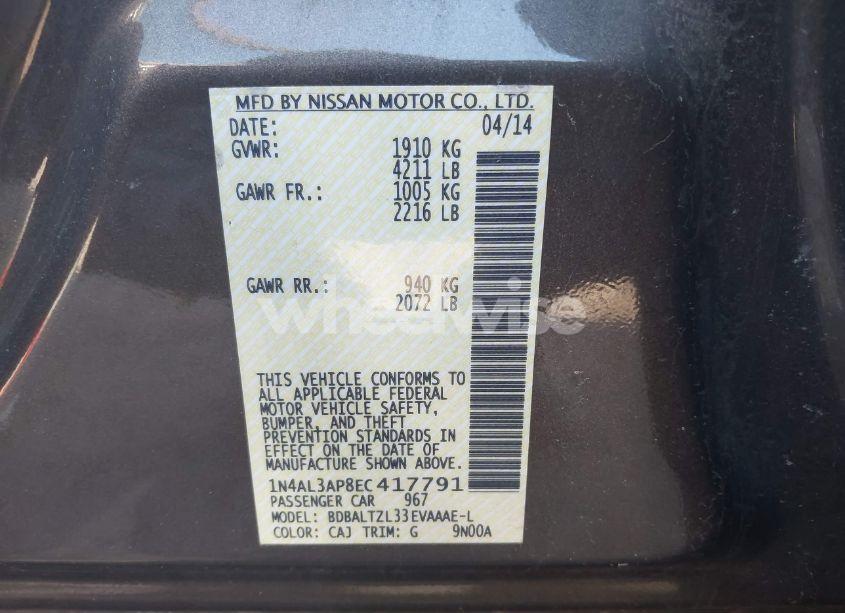 MFD BY NISSAN MOTOR CO., LTD.
DATE: 04/14
GVWR: 1910 KG
4211 LB
GAWR FR.: 1005 KG
2216 LB
GAWR RR.: 940 KG
2072 LB
wheelwise
THIS VEHICLE CONFORMS TO
ALL APPLICABLE FEDERAL
MOTOR VEHICLE SAFETY,
BUMPER, AND THEFT
PREVENTION STANDARDS IN
EFFECT ON THE DATE OF
MANUFACTURE SHOWN ABOVE.
1N4AL3AP8EC417791
PASSENGER CAR 967
MODEL: BDBALTZL33EVAAAE-L
COLOR: CAJ TRIM: G 9N00A